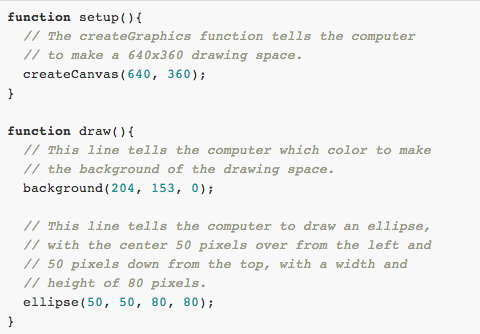 function setup(){
  // The createGraphics function tells the computer
  // to make a 640x360 drawing space.
  createCanvas(640, 360);
}

function draw(){
  // This line tells the computer which color to make
  // the background of the drawing space.
  background(204, 153, 0);

  // This line tells the computer to draw an ellipse,
  // with the center 50 pixels over from the left and
  // 50 pixels down from the top, with a width and
  // height of 80 pixels.
  ellipse(50, 50, 80, 80);
}